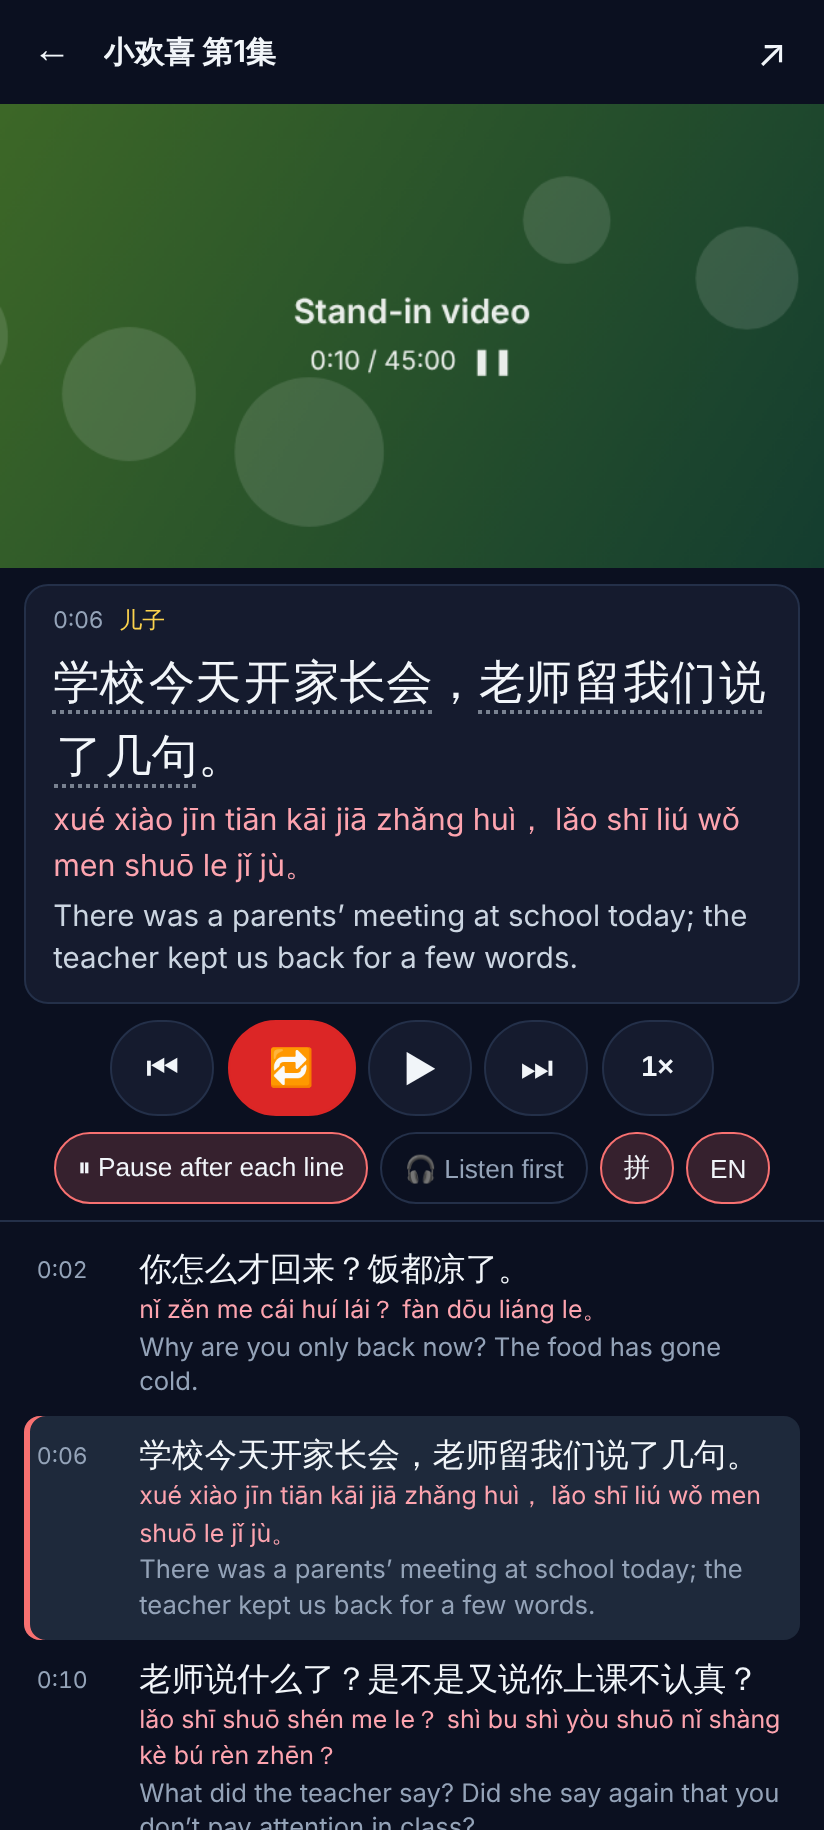 ← 小欢喜 第1集 ↗
Stand-in video
0:10 / 45:00 ❚❚
0:06 儿子
学校今天开家长会，老师留我们说
了几句。
xué xiào jīn tiān kāi jiā zhǎng huì， lǎo shī liú wǒ
men shuō le jǐ jù。
There was a parents’ meeting at school today; the
teacher kept us back for a few words.
⏮ 🔁 ▶ ⏭ 1×
⏸ Pause after each line 🎧 Listen first 拼 EN
0:02 你怎么才回来？饭都凉了。
nǐ zěn me cái huí lái？ fàn dōu liáng le。
Why are you only back now? The food has gone
cold.
0:06 学校今天开家长会，老师留我们说了几句。
xué xiào jīn tiān kāi jiā zhǎng huì， lǎo shī liú wǒ men
shuō le jǐ jù。
There was a parents’ meeting at school today; the
teacher kept us back for a few words.
0:10 老师说什么了？是不是又说你上课不认真？
lǎo shī shuō shén me le？ shì bu shì yòu shuō nǐ shàng
kè bú rèn zhēn？
What did the teacher say? Did she say again that you
don’t pay attention in class?